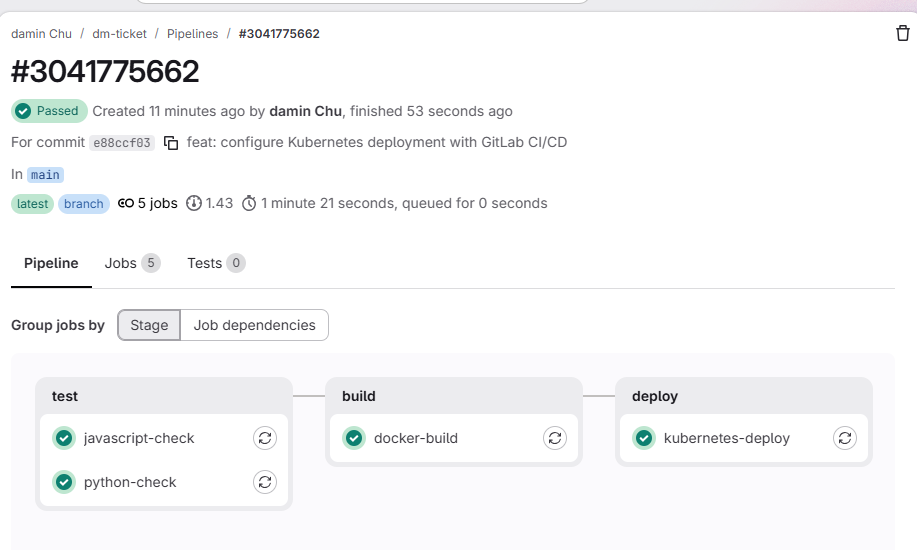 damin Chu / dm-ticket / Pipelines / #3041775662
#3041775662
Passed Created 11 minutes ago by damin Chu, finished 53 seconds ago
For commit e88ccf03 feat: configure Kubernetes deployment with GitLab CI/CD
In main
latest branch 5 jobs 1.43 1 minute 21 seconds, queued for 0 seconds
Pipeline Jobs 5 Tests 0
Group jobs by Stage Job dependencies
test build deploy
javascript-check docker-build kubernetes-deploy
python-check